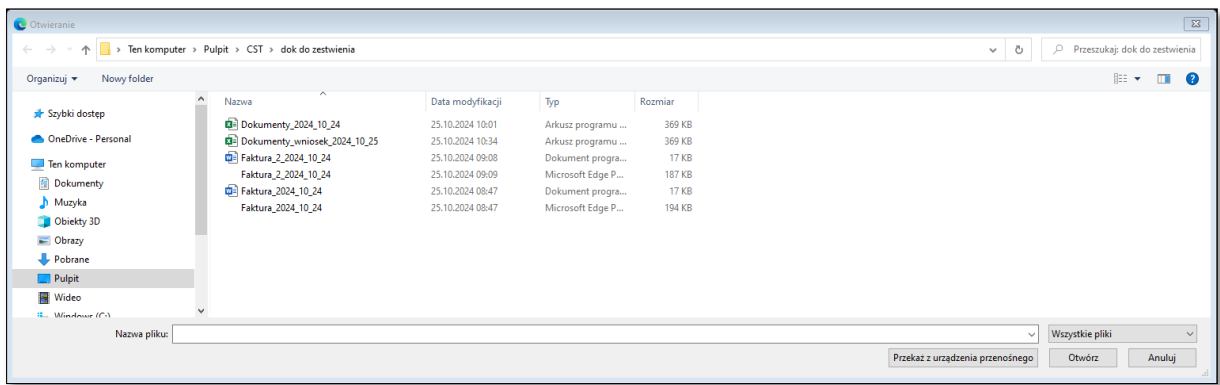 Otwieranie
Ten komputer > Pulpit > CST > dok do zestwienia
Przeszukaj: dok do zestwienia
Organizuj Nowy folder
Szybki dostęp
OneDrive - Personal
Ten komputer
Dokumenty
Muzyka
Obiekty 3D
Obrazy
Pobrane
Pulpit
Wideo
Windows (C:)
Nazwa Data modyfikacji Typ Rozmiar
Dokumenty_2024_10_24 25.10.2024 10:01 Arkusz programu ... 369 KB
Dokumenty_wniosek_2024_10_25 25.10.2024 10:34 Arkusz programu ... 369 KB
Faktura_2_2024_10_24 25.10.2024 09:08 Dokument progra... 17 KB
Faktura_2_2024_10_24 25.10.2024 09:09 Microsoft Edge P... 187 KB
Faktura_2024_10_24 25.10.2024 08:47 Dokument progra... 17 KB
Faktura_2024_10_24 25.10.2024 08:47 Microsoft Edge P... 194 KB
Nazwa pliku:
Wszystkie pliki
Przekaż z urządzenia przenośnego Otwórz Anuluj